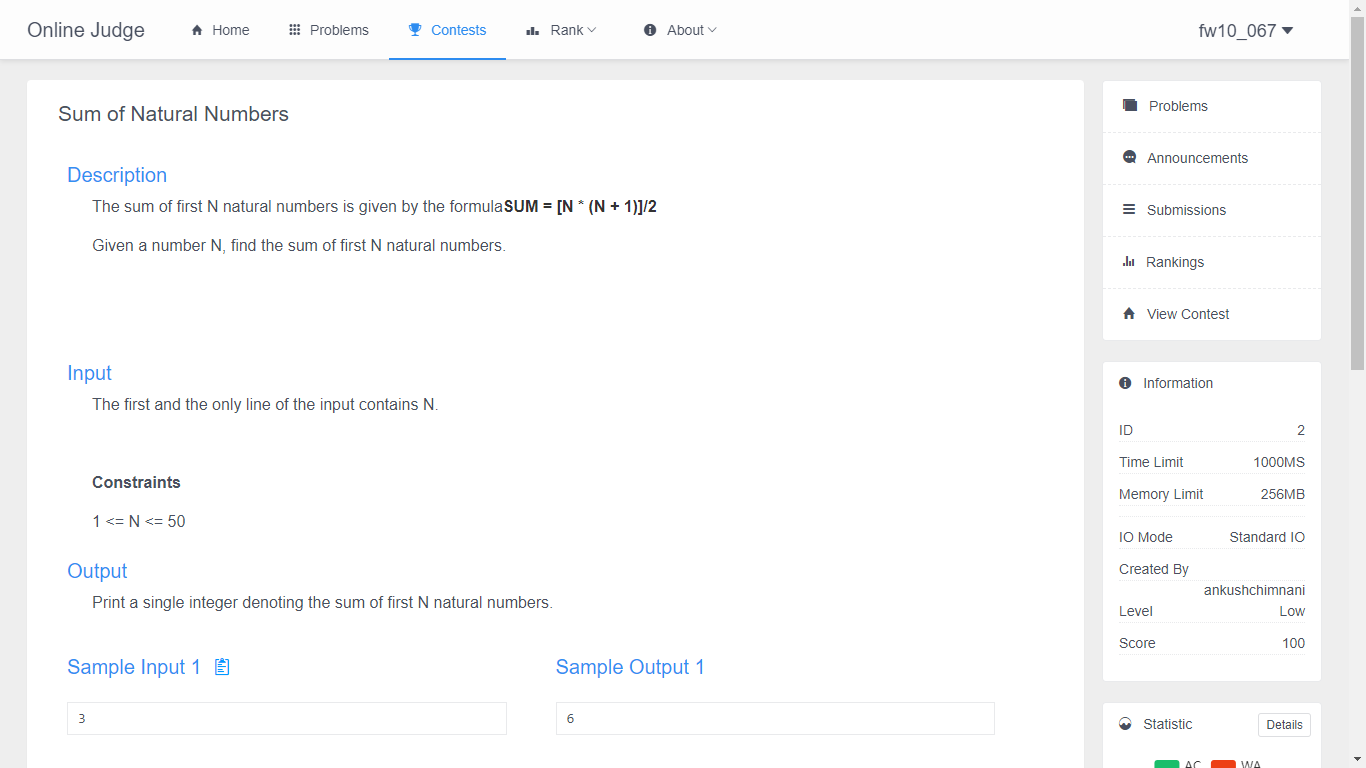 Online Judge
Home
Problems
Contests
Rank
About
fw10_067
Sum of Natural Numbers
Description
The sum of first N natural numbers is given by the formulaSUM = [N * (N + 1)]/2
Given a number N, find the sum of first N natural numbers.
Input
The first and the only line of the input contains N.
Constraints
1 <= N <= 50
Output
Print a single integer denoting the sum of first N natural numbers.
Sample Input 1
Sample Output 1
3
6
Problems
Announcements
Submissions
Rankings
View Contest
Information
ID 2
Time Limit 1000MS
Memory Limit 256MB
IO Mode Standard IO
Created By
ankushchimnani
Level Low
Score 100
Statistic
Details
AC WA